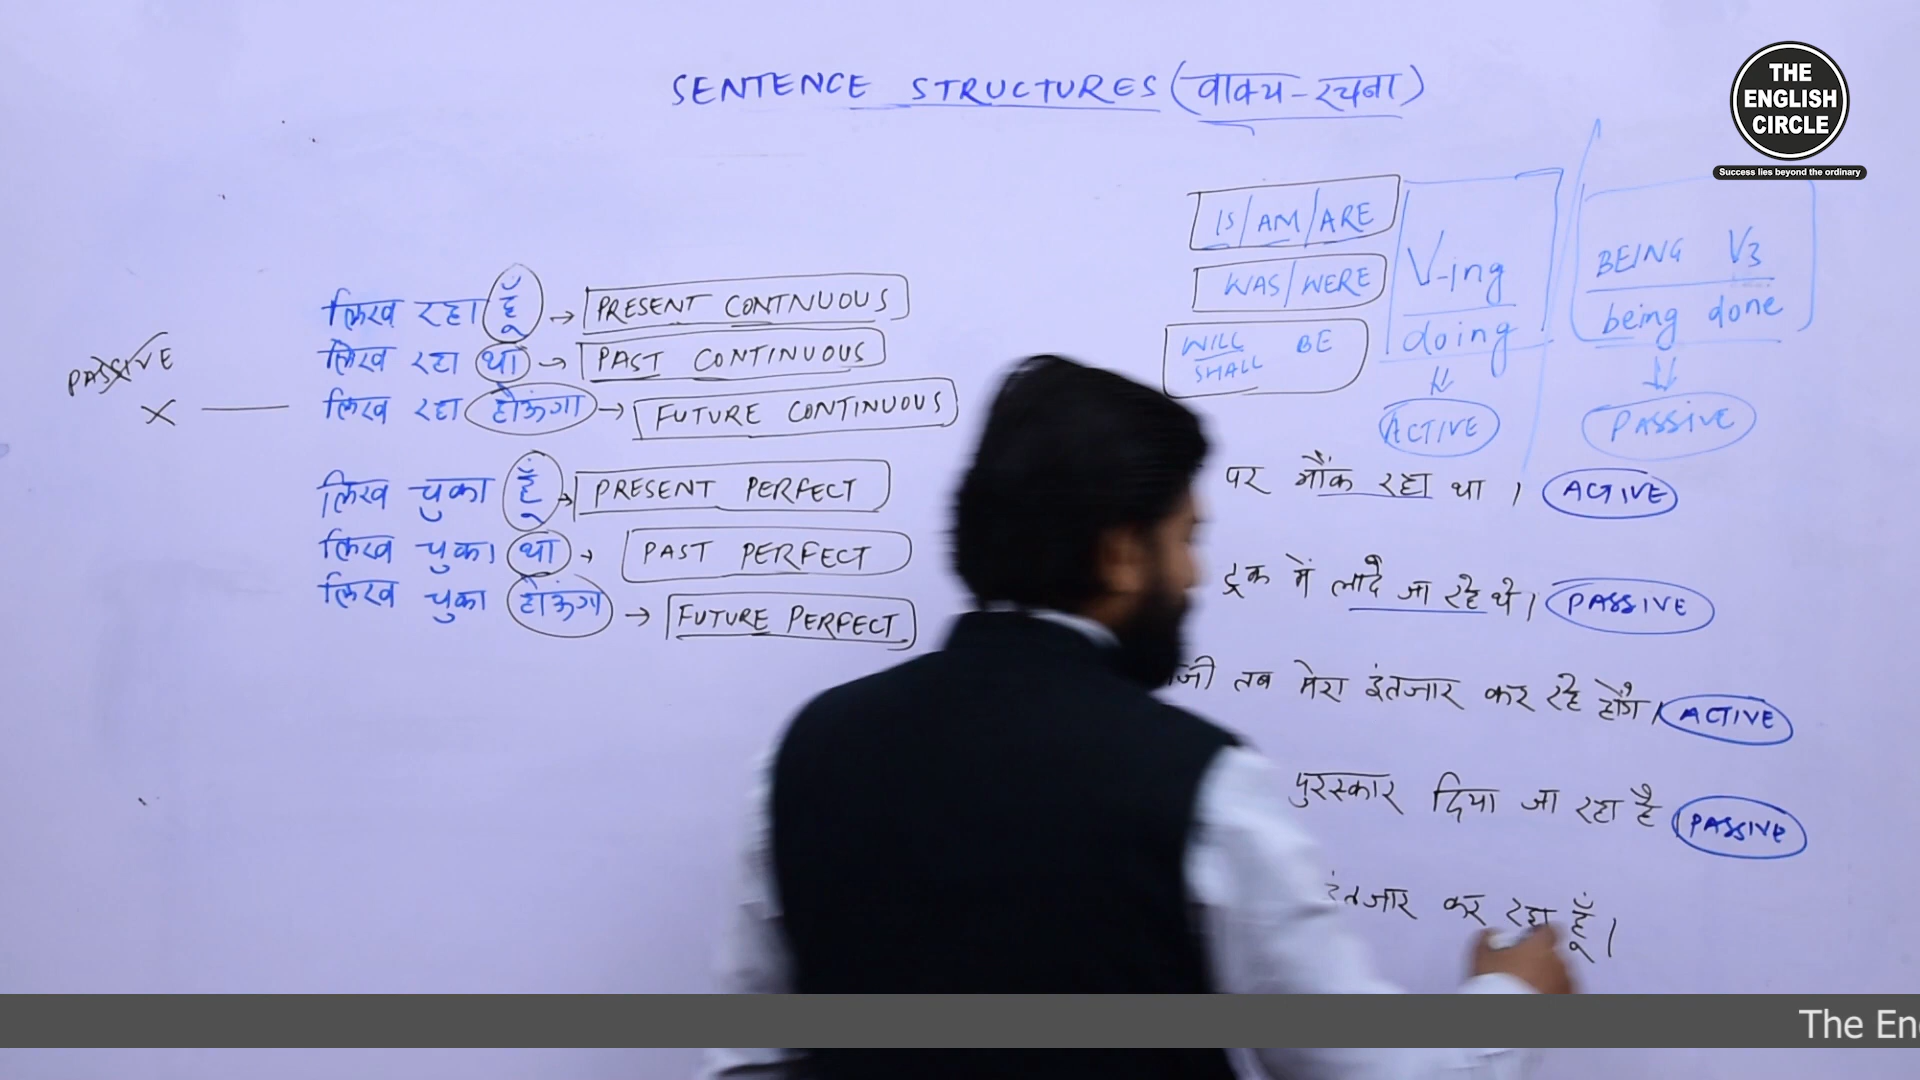 SENTENCE STRUCTURES (वाक्य-रचना)
THE
ENGLISH
CIRCLE
Success lies beyond the ordinary
PASSIVE
X
लिख रहा हूँ → PRESENT CONTNUOUS
लिख रहा था → PAST CONTINUOUS
लिख रहा होऊंगा → FUTURE CONTINUOUS
लिख चुका हूँ → PRESENT PERFECT
लिख चुका था → PAST PERFECT
लिख चुका होऊंगा → FUTURE PERFECT
IS/AM/ARE
WAS/WERE
WILL SHALL BE
V-ing
doing
ACTIVE
BEING V3
being done
PASSIVE
पर भौंक रहा था । ACTIVE
ट्रक में लादे जा रहे थे। PASSIVE
जी तब मेरा इंतजार कर रहे होंगे। ACTIVE
पुरस्कार दिया जा रहा है PASSIVE
इंतजार कर रहा हूँ।
The En